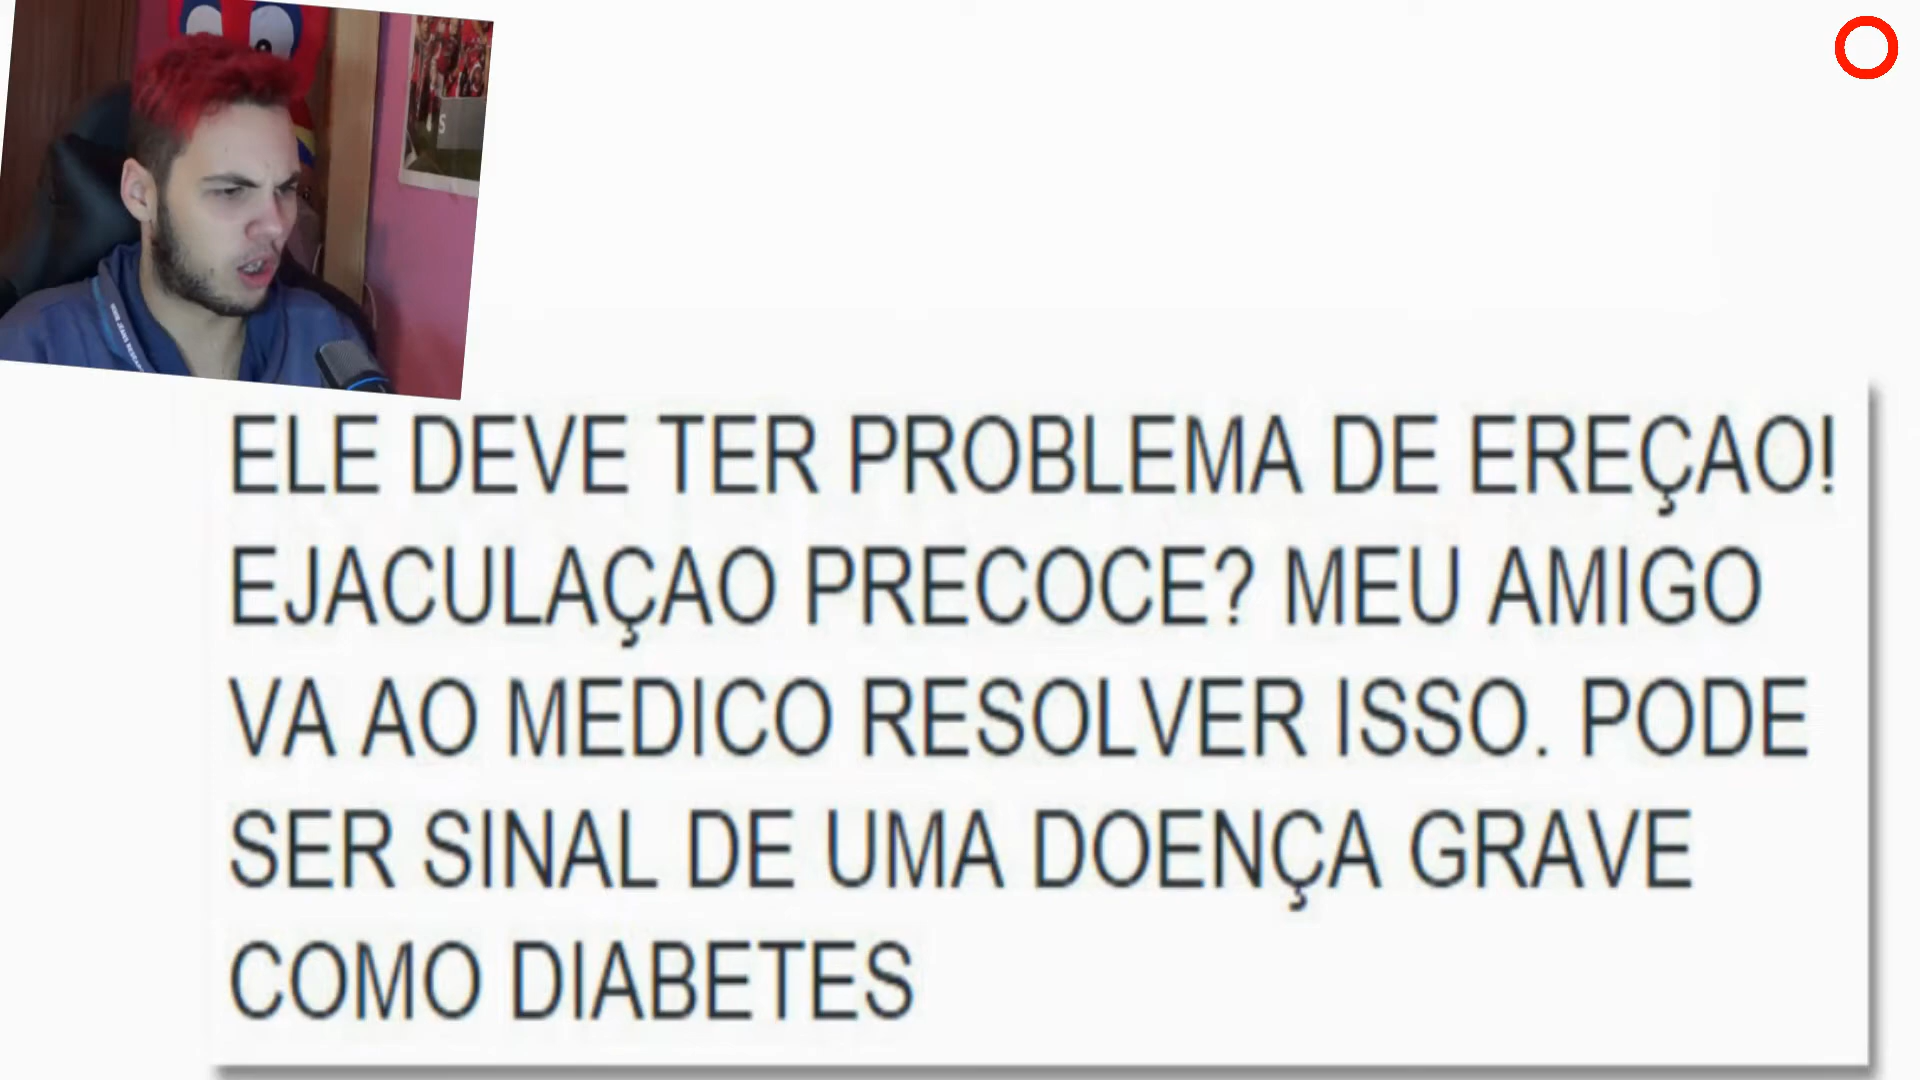 ELE DEVE TER PROBLEMA DE EREÇAO!
EJACULAÇAO PRECOCE? MEU AMIGO
VA AO MEDICO RESOLVER ISSO. PODE
SER SINAL DE UMA DOENÇA GRAVE
COMO DIABETES